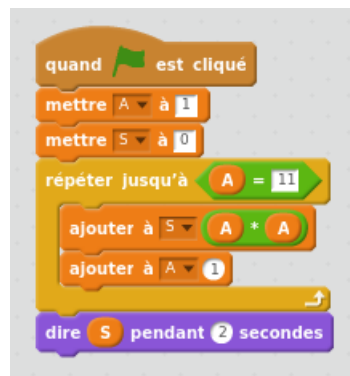 quand est cliqué
mettre A à 1
mettre S à 0
répéter jusqu'à A = 11
ajouter à S A * A
ajouter à A 1
dire S pendant 2 secondes